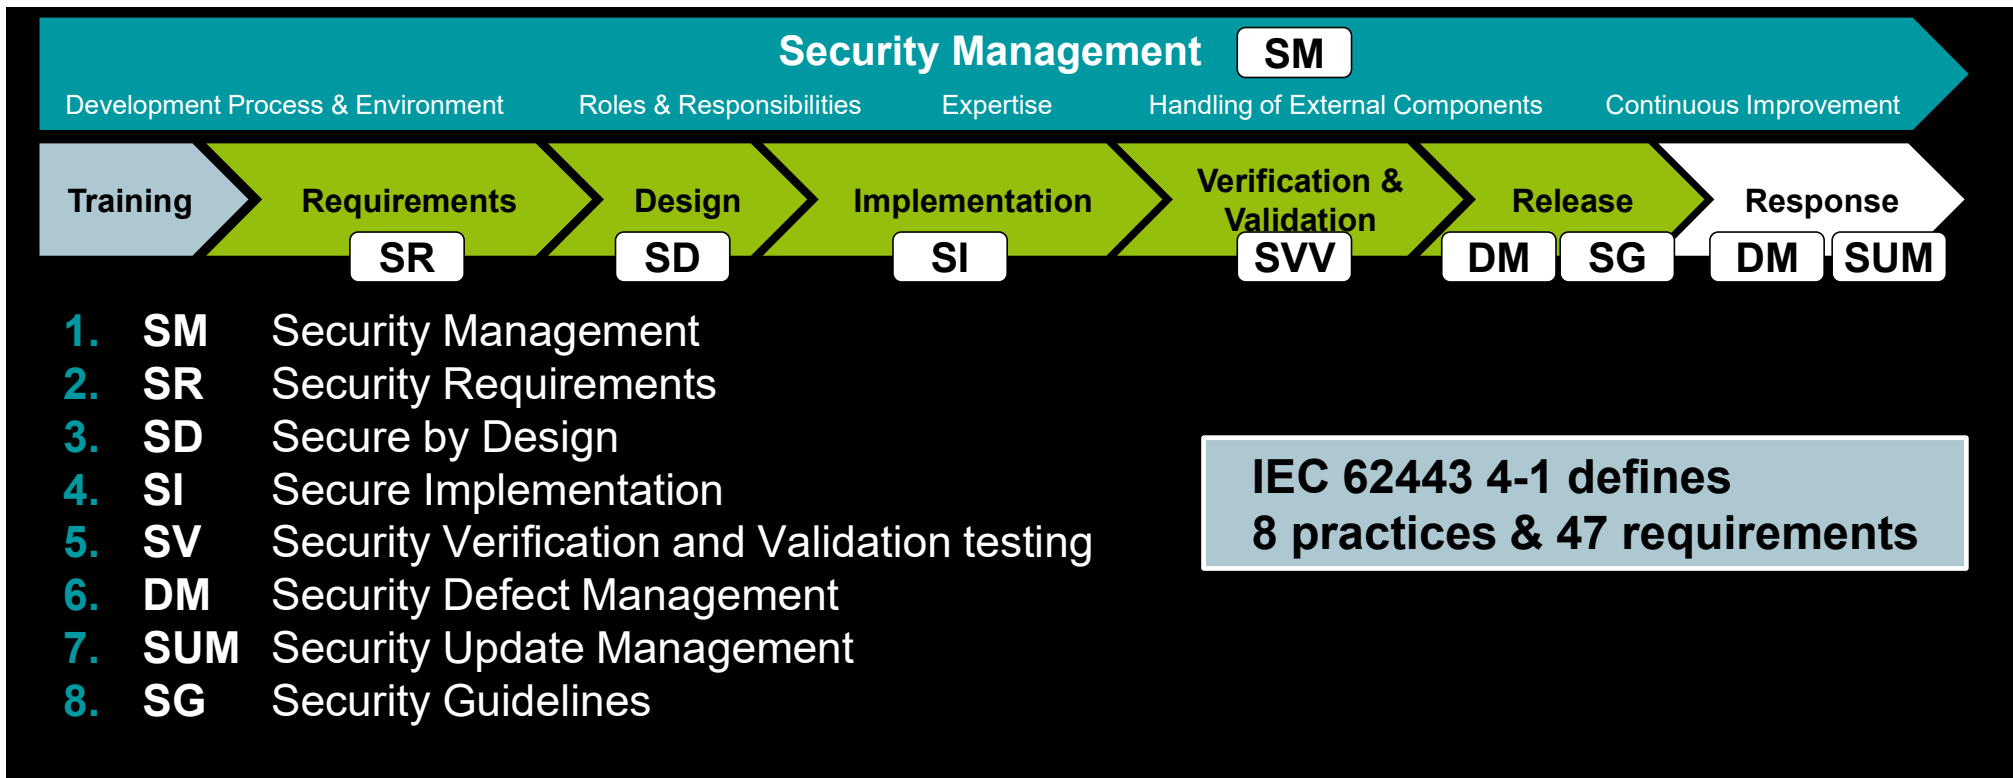 Security Management SM
Development Process & Environment Roles & Responsibilities Expertise Handling of External Components Continuous Improvement
Training
Requirements
SR
Design
SD
Implementation
SI
Verification &
Validation
SVV
Release
DM SG
Response
DM SUM
1. SM Security Management
2. SR Security Requirements
3. SD Secure by Design
4. SI Secure Implementation
5. SV Security Verification and Validation testing
6. DM Security Defect Management
7. SUM Security Update Management
8. SG Security Guidelines
IEC 62443 4-1 defines
8 practices & 47 requirements